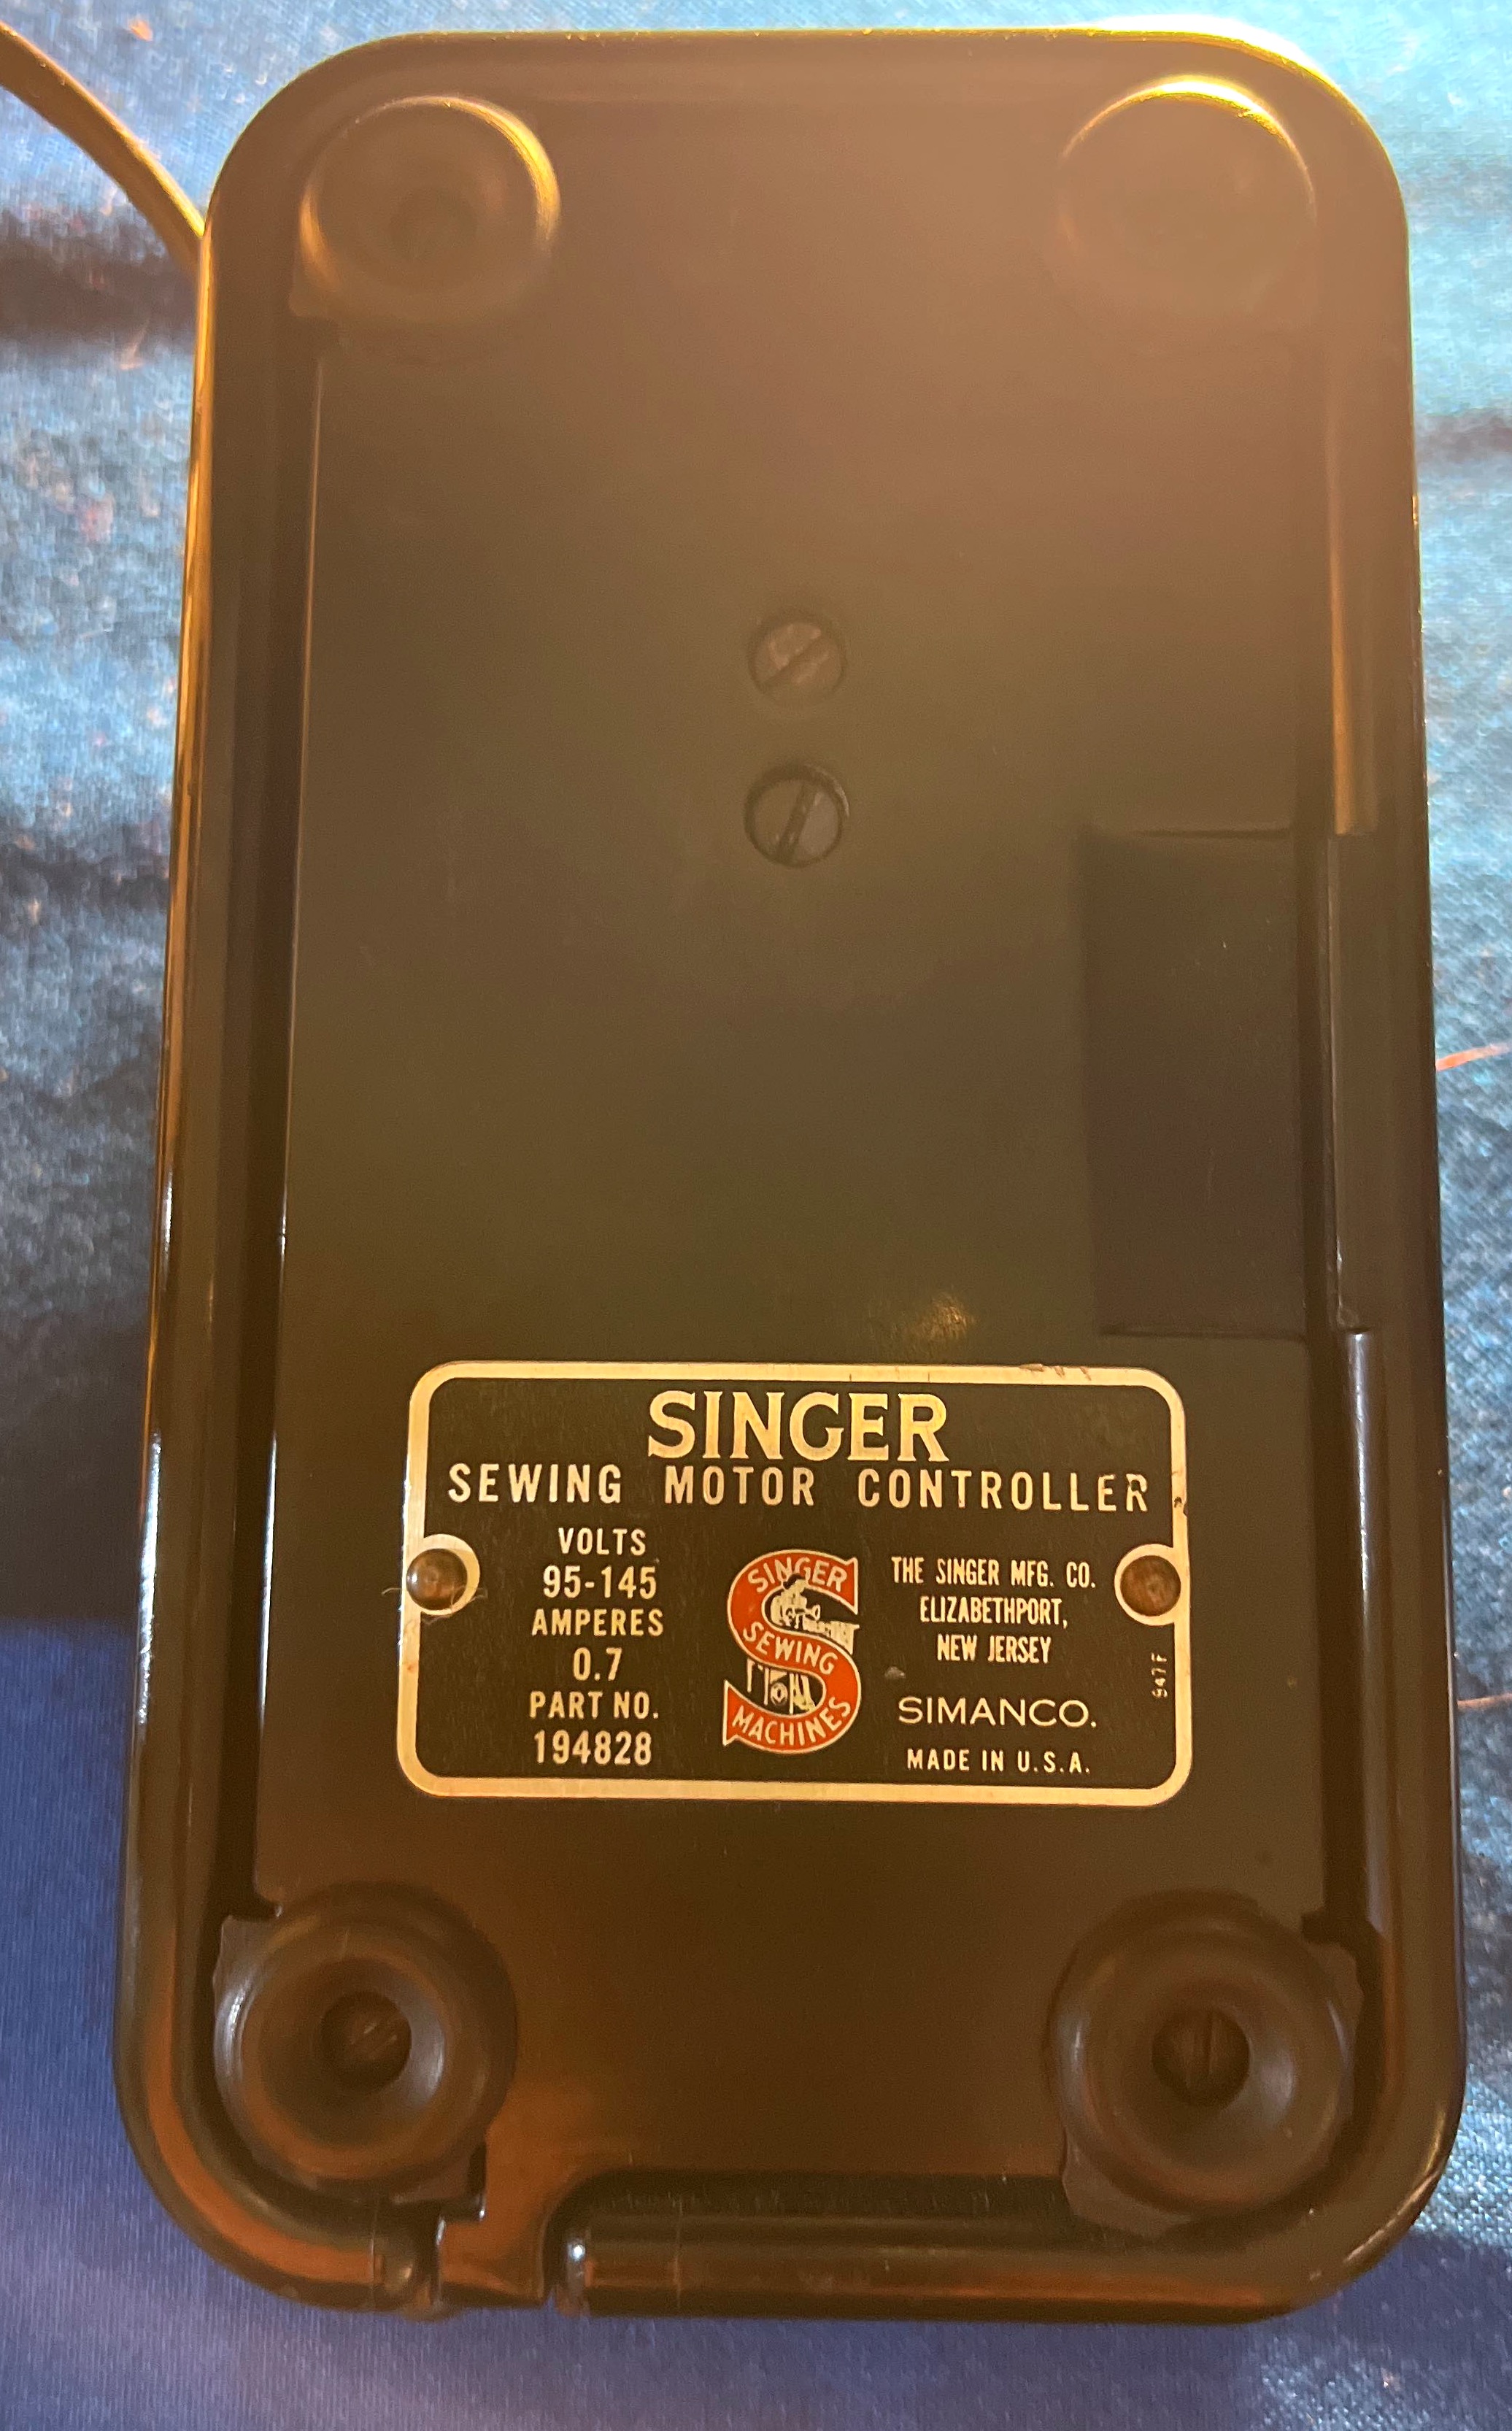 SINGER
SEWING MOTOR CONTROLLER
VOLTS
95-145
AMPERES
0.7
PART NO.
194828
SINGER
SEWING
MACHINES
THE SINGER MFG. CO.
ELIZABETHPORT,
NEW JERSEY
SIMANCO.
MADE IN U.S.A.
947F